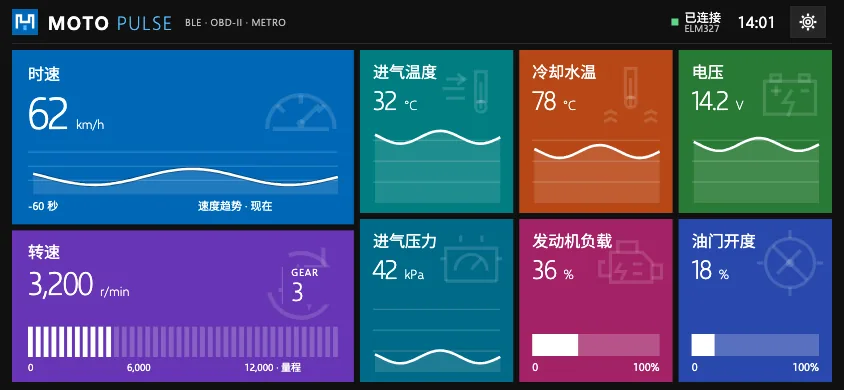 MOTO PULSE BLE · OBD-II · METRO
已连接
ELM327
14:01
时速
62 km/h
-60 秒 速度趋势 · 现在
进气温度
32 °C
冷却水温
78 °C
电压
14.2 V
转速
3,200 r/min
GEAR
3
0 6,000 12,000 · 量程
进气压力
42 kPa
发动机负载
36 %
0 100%
油门开度
18 %
0 100%